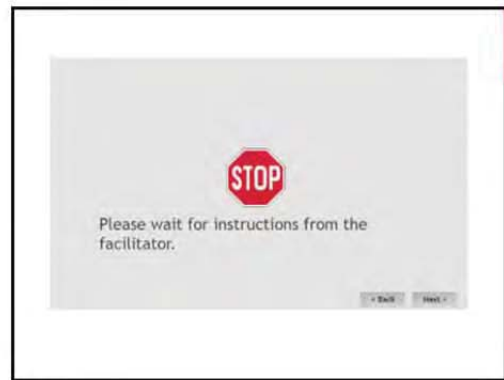 STOP
Please wait for instructions from the
facilitator.
‹ Back Next ›